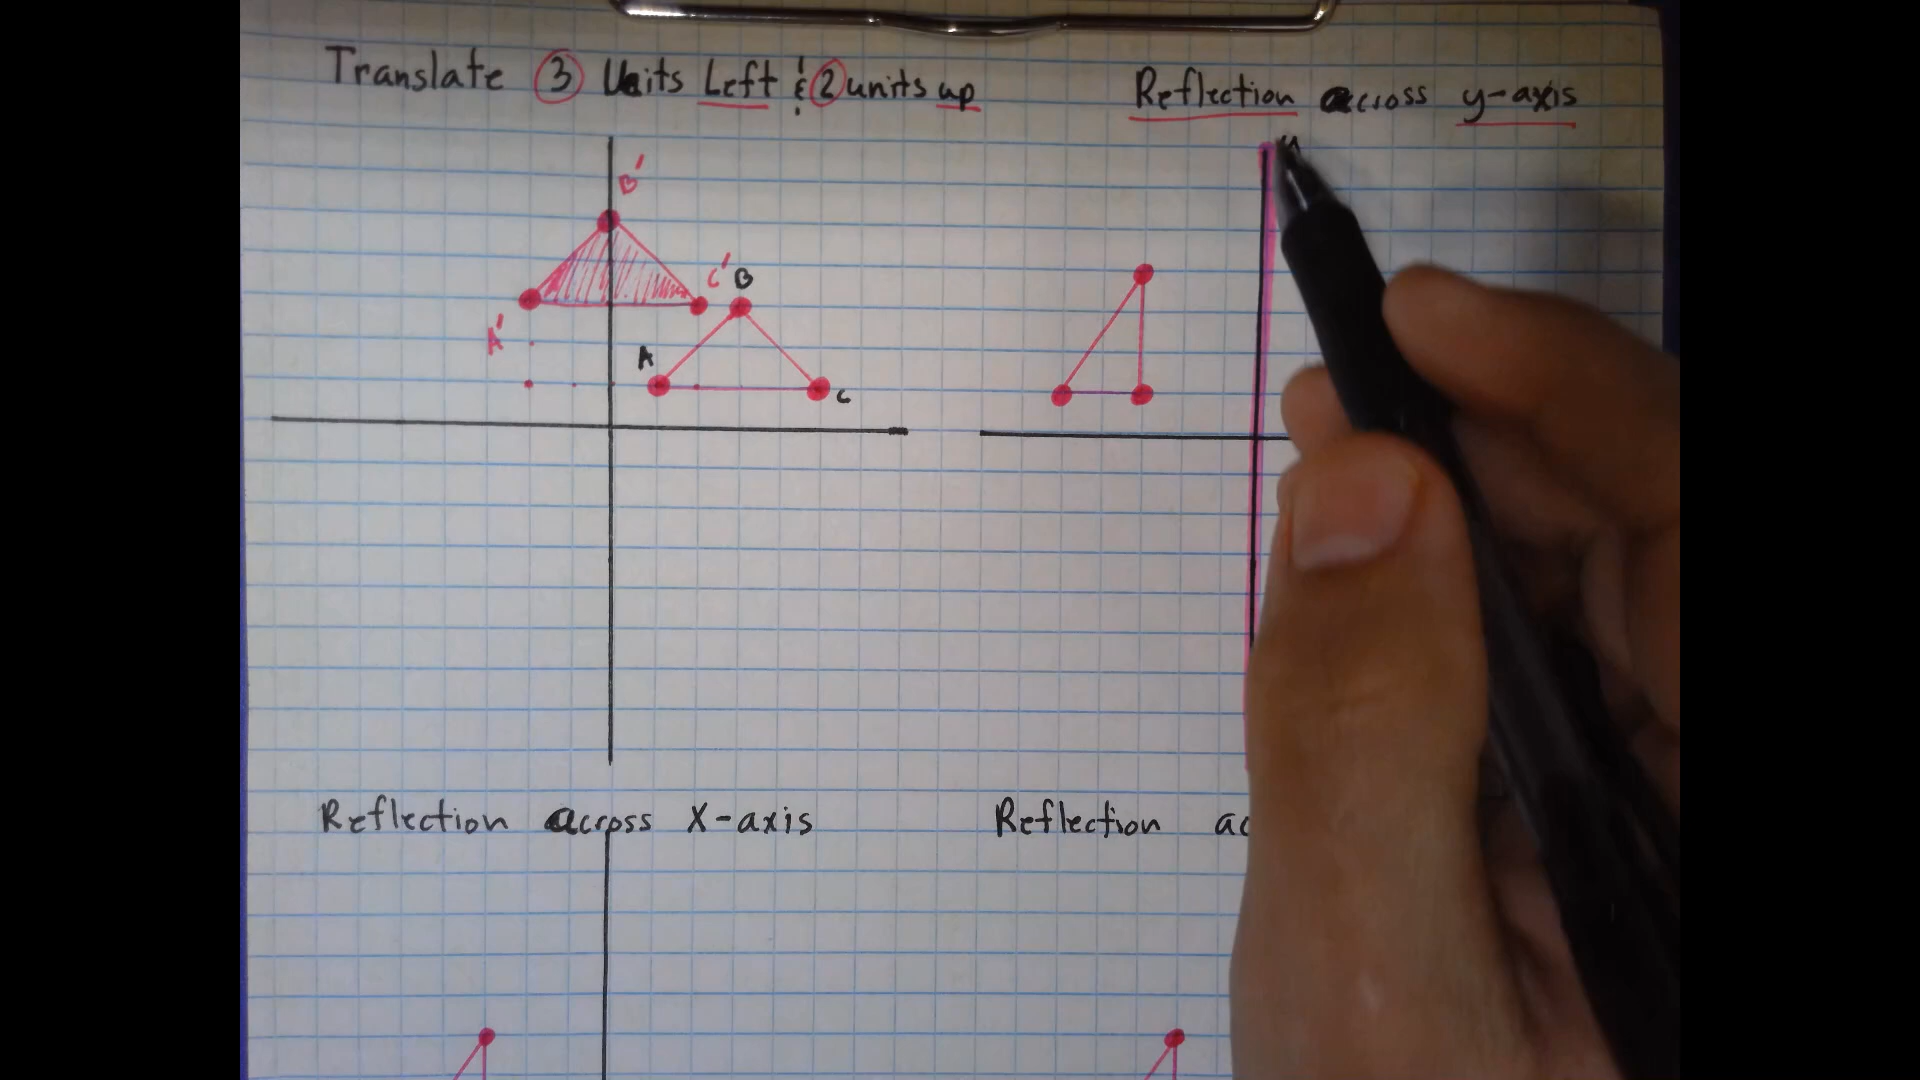 Translate 3 Units Left & 2 units up
Reflection across y-axis
B'
C' B
A'
A
C
y
Reflection across X-axis
Reflection